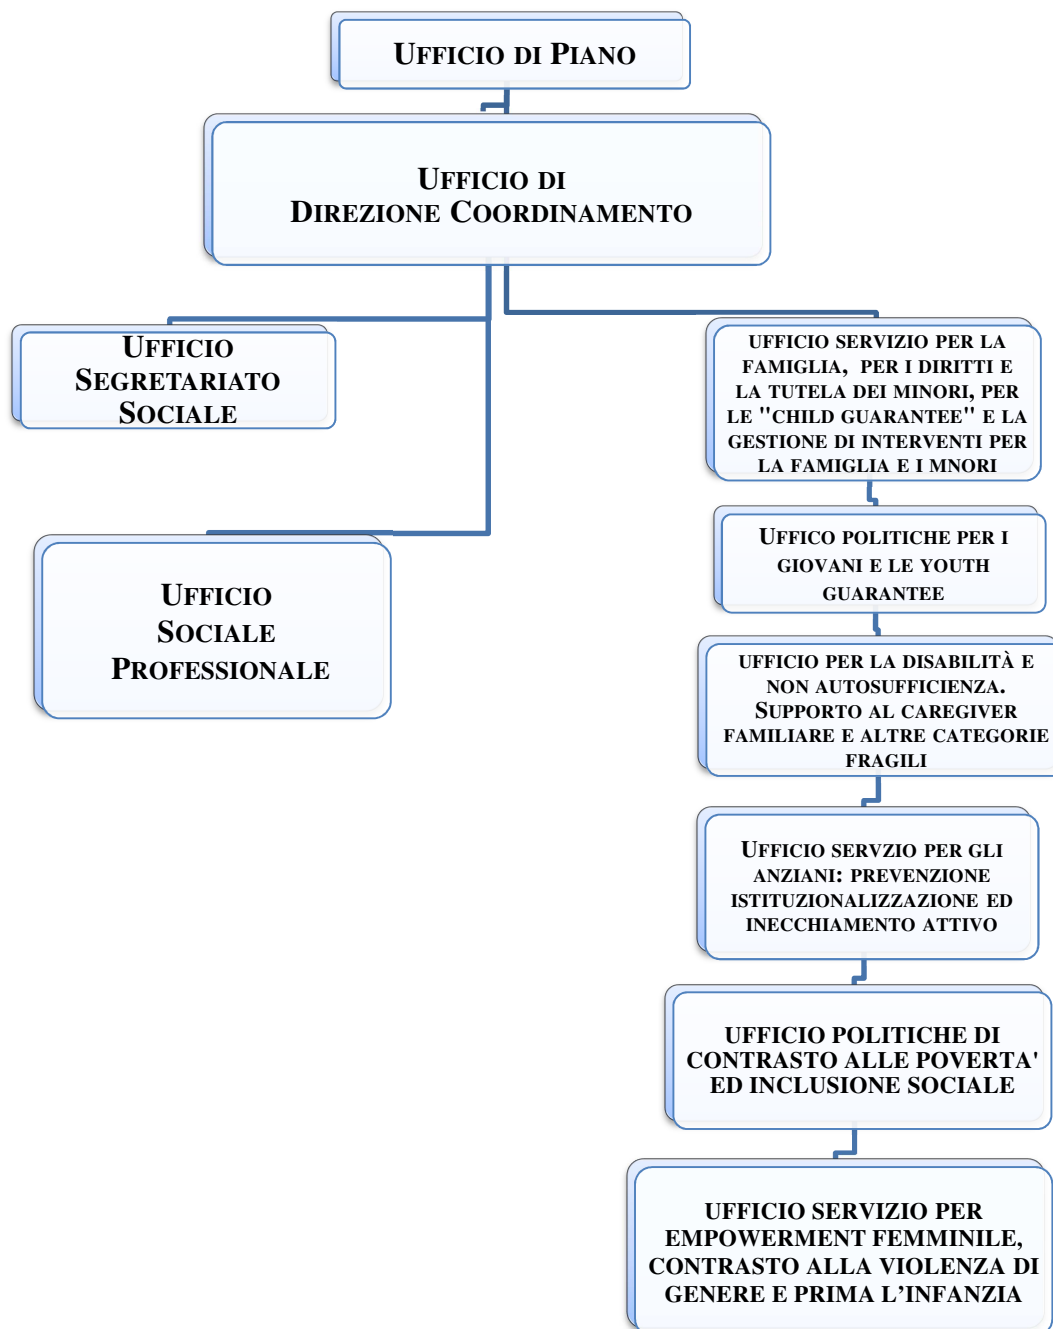 UFFICIO DI PIANO
UFFICIO DI
DIREZIONE COORDINAMENTO
UFFICIO
SEGRETARIATO
SOCIALE
UFFICIO
SOCIALE
PROFESSIONALE
UFFICIO SERVIZIO PER LA
FAMIGLIA, PER I DIRITTI E
LA TUTELA DEI MINORI, PER
LE "CHILD GUARANTEE" E LA
GESTIONE DI INTERVENTI PER
LA FAMIGLIA E I MNORI
UFFICO POLITICHE PER I
GIOVANI E LE YOUTH
GUARANTEE
UFFICIO PER LA DISABILITÀ E
NON AUTOSUFFICIENZA.
SUPPORTO AL CAREGIVER
FAMILIARE E ALTRE CATEGORIE
FRAGILI
UFFICIO SERVZIO PER GLI
ANZIANI: PREVENZIONE
ISTITUZIONALIZZAZIONE ED
INECCHIAMENTO ATTIVO
UFFICIO POLITICHE DI
CONTRASTO ALLE POVERTA'
ED INCLUSIONE SOCIALE
UFFICIO SERVIZIO PER
EMPOWERMENT FEMMINILE,
CONTRASTO ALLA VIOLENZA DI
GENERE E PRIMA L’INFANZIA